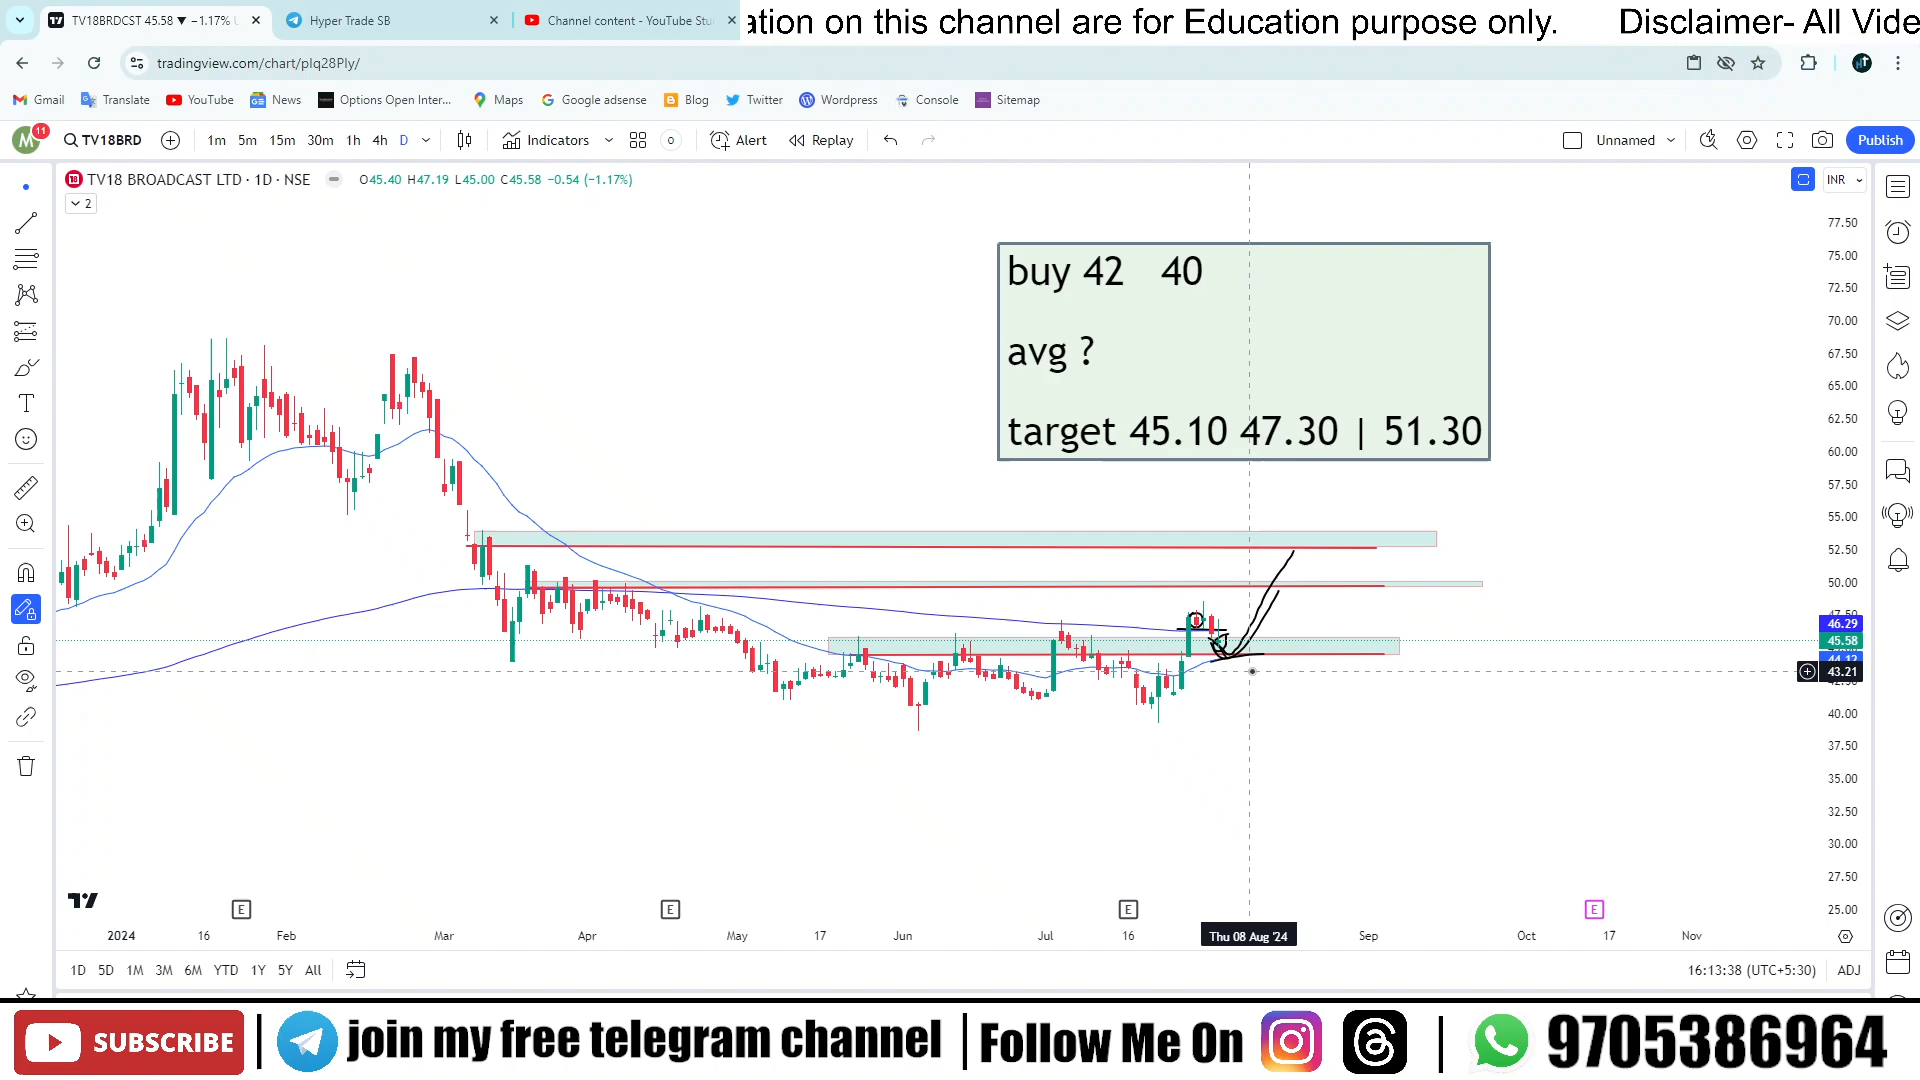 TV18BRDCST 45.58 ▼ −1.17%
Hyper Trade SB
Channel content - YouTube Stu
ation on this channel are for Education purpose only. Disclaimer- All Vide
tradingview.com/chart/plq28Ply/
Gmail Translate YouTube News Options Open Inter... Maps Google adsense Blog Twitter Wordpress Console Sitemap
M 11 TV18BRD 1m 5m 15m 30m 1h 4h D Indicators Alert Replay Unnamed Publish
TV18 BROADCAST LTD · 1D · NSE O45.40 H47.19 L45.00 C45.58 −0.54 (−1.17%) INR
2
buy 42 40
avg ?
target 45.10 47.30 | 51.30
77.50
75.00
72.50
70.00
67.50
65.00
62.50
60.00
57.50
55.00
52.50
50.00
47.50
46.29
45.58
44.12
43.21
42.50
40.00
37.50
35.00
32.50
30.00
27.50
25.00
E E E E
2024 16 Feb Mar Apr May 17 Jun Jul 16 Thu 08 Aug '24 Sep Oct 17 Nov
1D 5D 1M 3M 6M YTD 1Y 5Y All 16:13:38 (UTC+5:30) ADJ
SUBSCRIBE | join my free telegram channel | Follow Me On | 9705386964